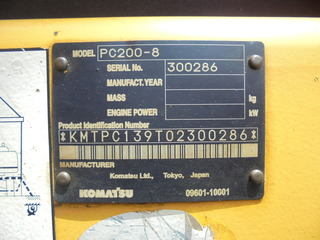 MODEL PC200-8
SERIAL No. 300286
MANUFACT.YEAR
MASS kg
ENGINE POWER kW
Product Identification Number
*KMTPC139T02300286*
MANUFACTURER
Komatsu Ltd., Tokyo, Japan
KOMATSU 09601-10001